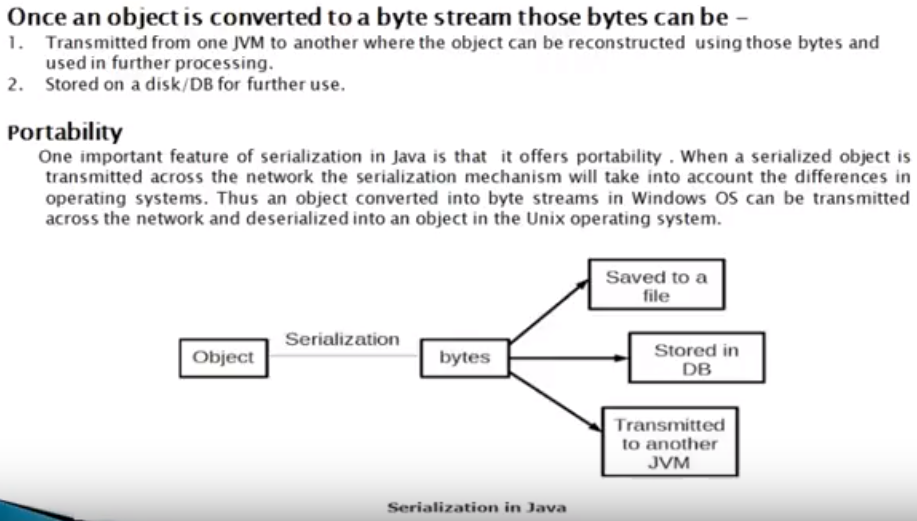 Once an object is converted to a byte stream those bytes can be –
1. Transmitted from one JVM to another where the object can be reconstructed using those bytes and
used in further processing.
2. Stored on a disk/DB for further use.
Portability
One important feature of serialization in Java is that it offers portability . When a serialized object is
transmitted across the network the serialization mechanism will take into account the differences in
operating systems. Thus an object converted into byte streams in Windows OS can be transmitted
across the network and deserialized into an object in the Unix operating system.
Saved to a
file
Serialization
Object
bytes
Stored in
DB
Transmitted
to another
JVM
Serialization in Java